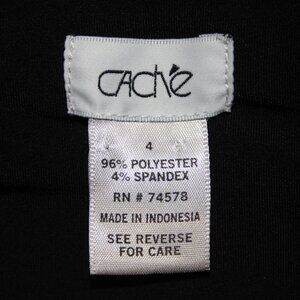 CAChé
4
96% POLYESTER
4% SPANDEX
RN # 74578
MADE IN INDONESIA
SEE REVERSE
FOR CARE